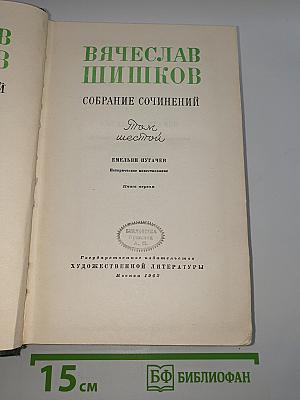 В
В
Й
ВЯЧЕСЛАВ
ШИШКОВ
СОБРАНИЕ СОЧИНЕНИЙ
Том
шестой
ЕМЕЛЬЯН ПУГАЧЕВ
Историческое повествование
Книга первая
БИБЛИОТЕКА
А. П.
Государственное издательство
ХУДОЖЕСТВЕННОЙ ЛИТЕРАТУРЫ
15 см
БФ БИБЛИОФАН